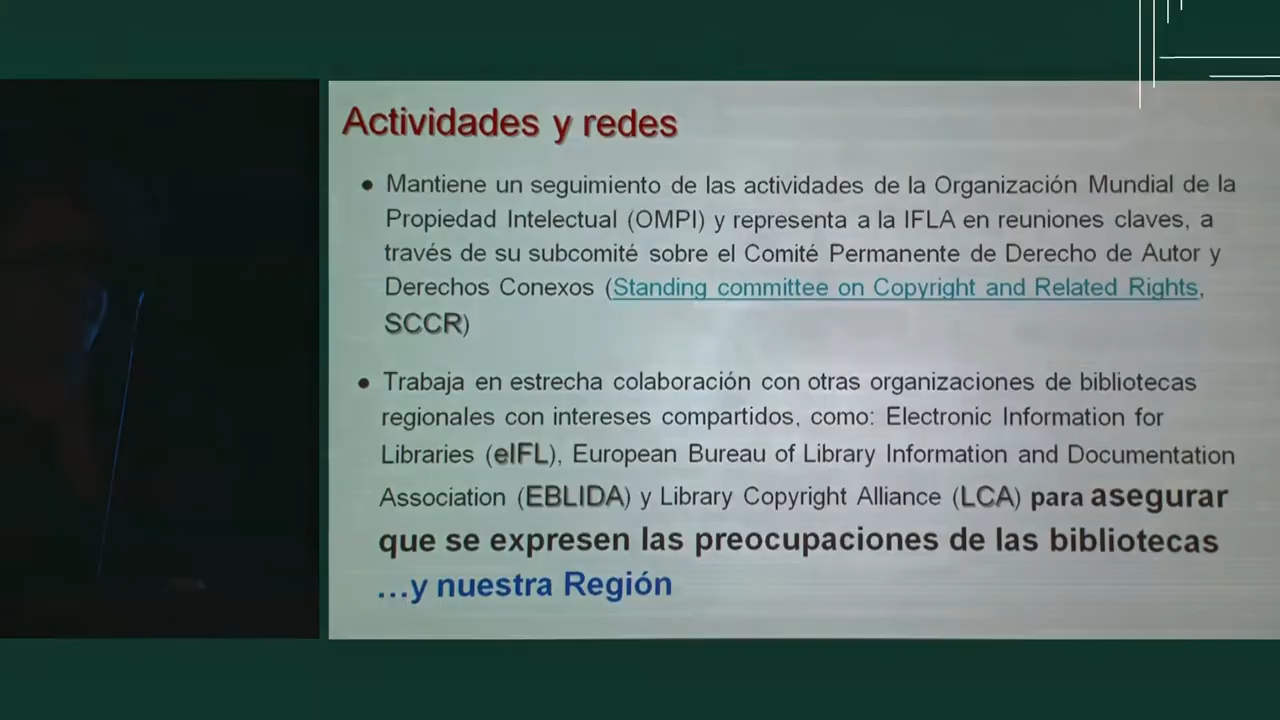 Actividades y redes
● Mantiene un seguimiento de las actividades de la Organización Mundial de la
Propiedad Intelectual (OMPI) y representa a la IFLA en reuniones claves, a
través de su subcomité sobre el Comité Permanente de Derecho de Autor y
Derechos Conexos (Standing committee on Copyright and Related Rights,
SCCR)
● Trabaja en estrecha colaboración con otras organizaciones de bibliotecas
regionales con intereses compartidos, como: Electronic Information for
Libraries (eIFL), European Bureau of Library Information and Documentation
Association (EBLIDA) y Library Copyright Alliance (LCA) para asegurar
que se expresen las preocupaciones de las bibliotecas
...y nuestra Región